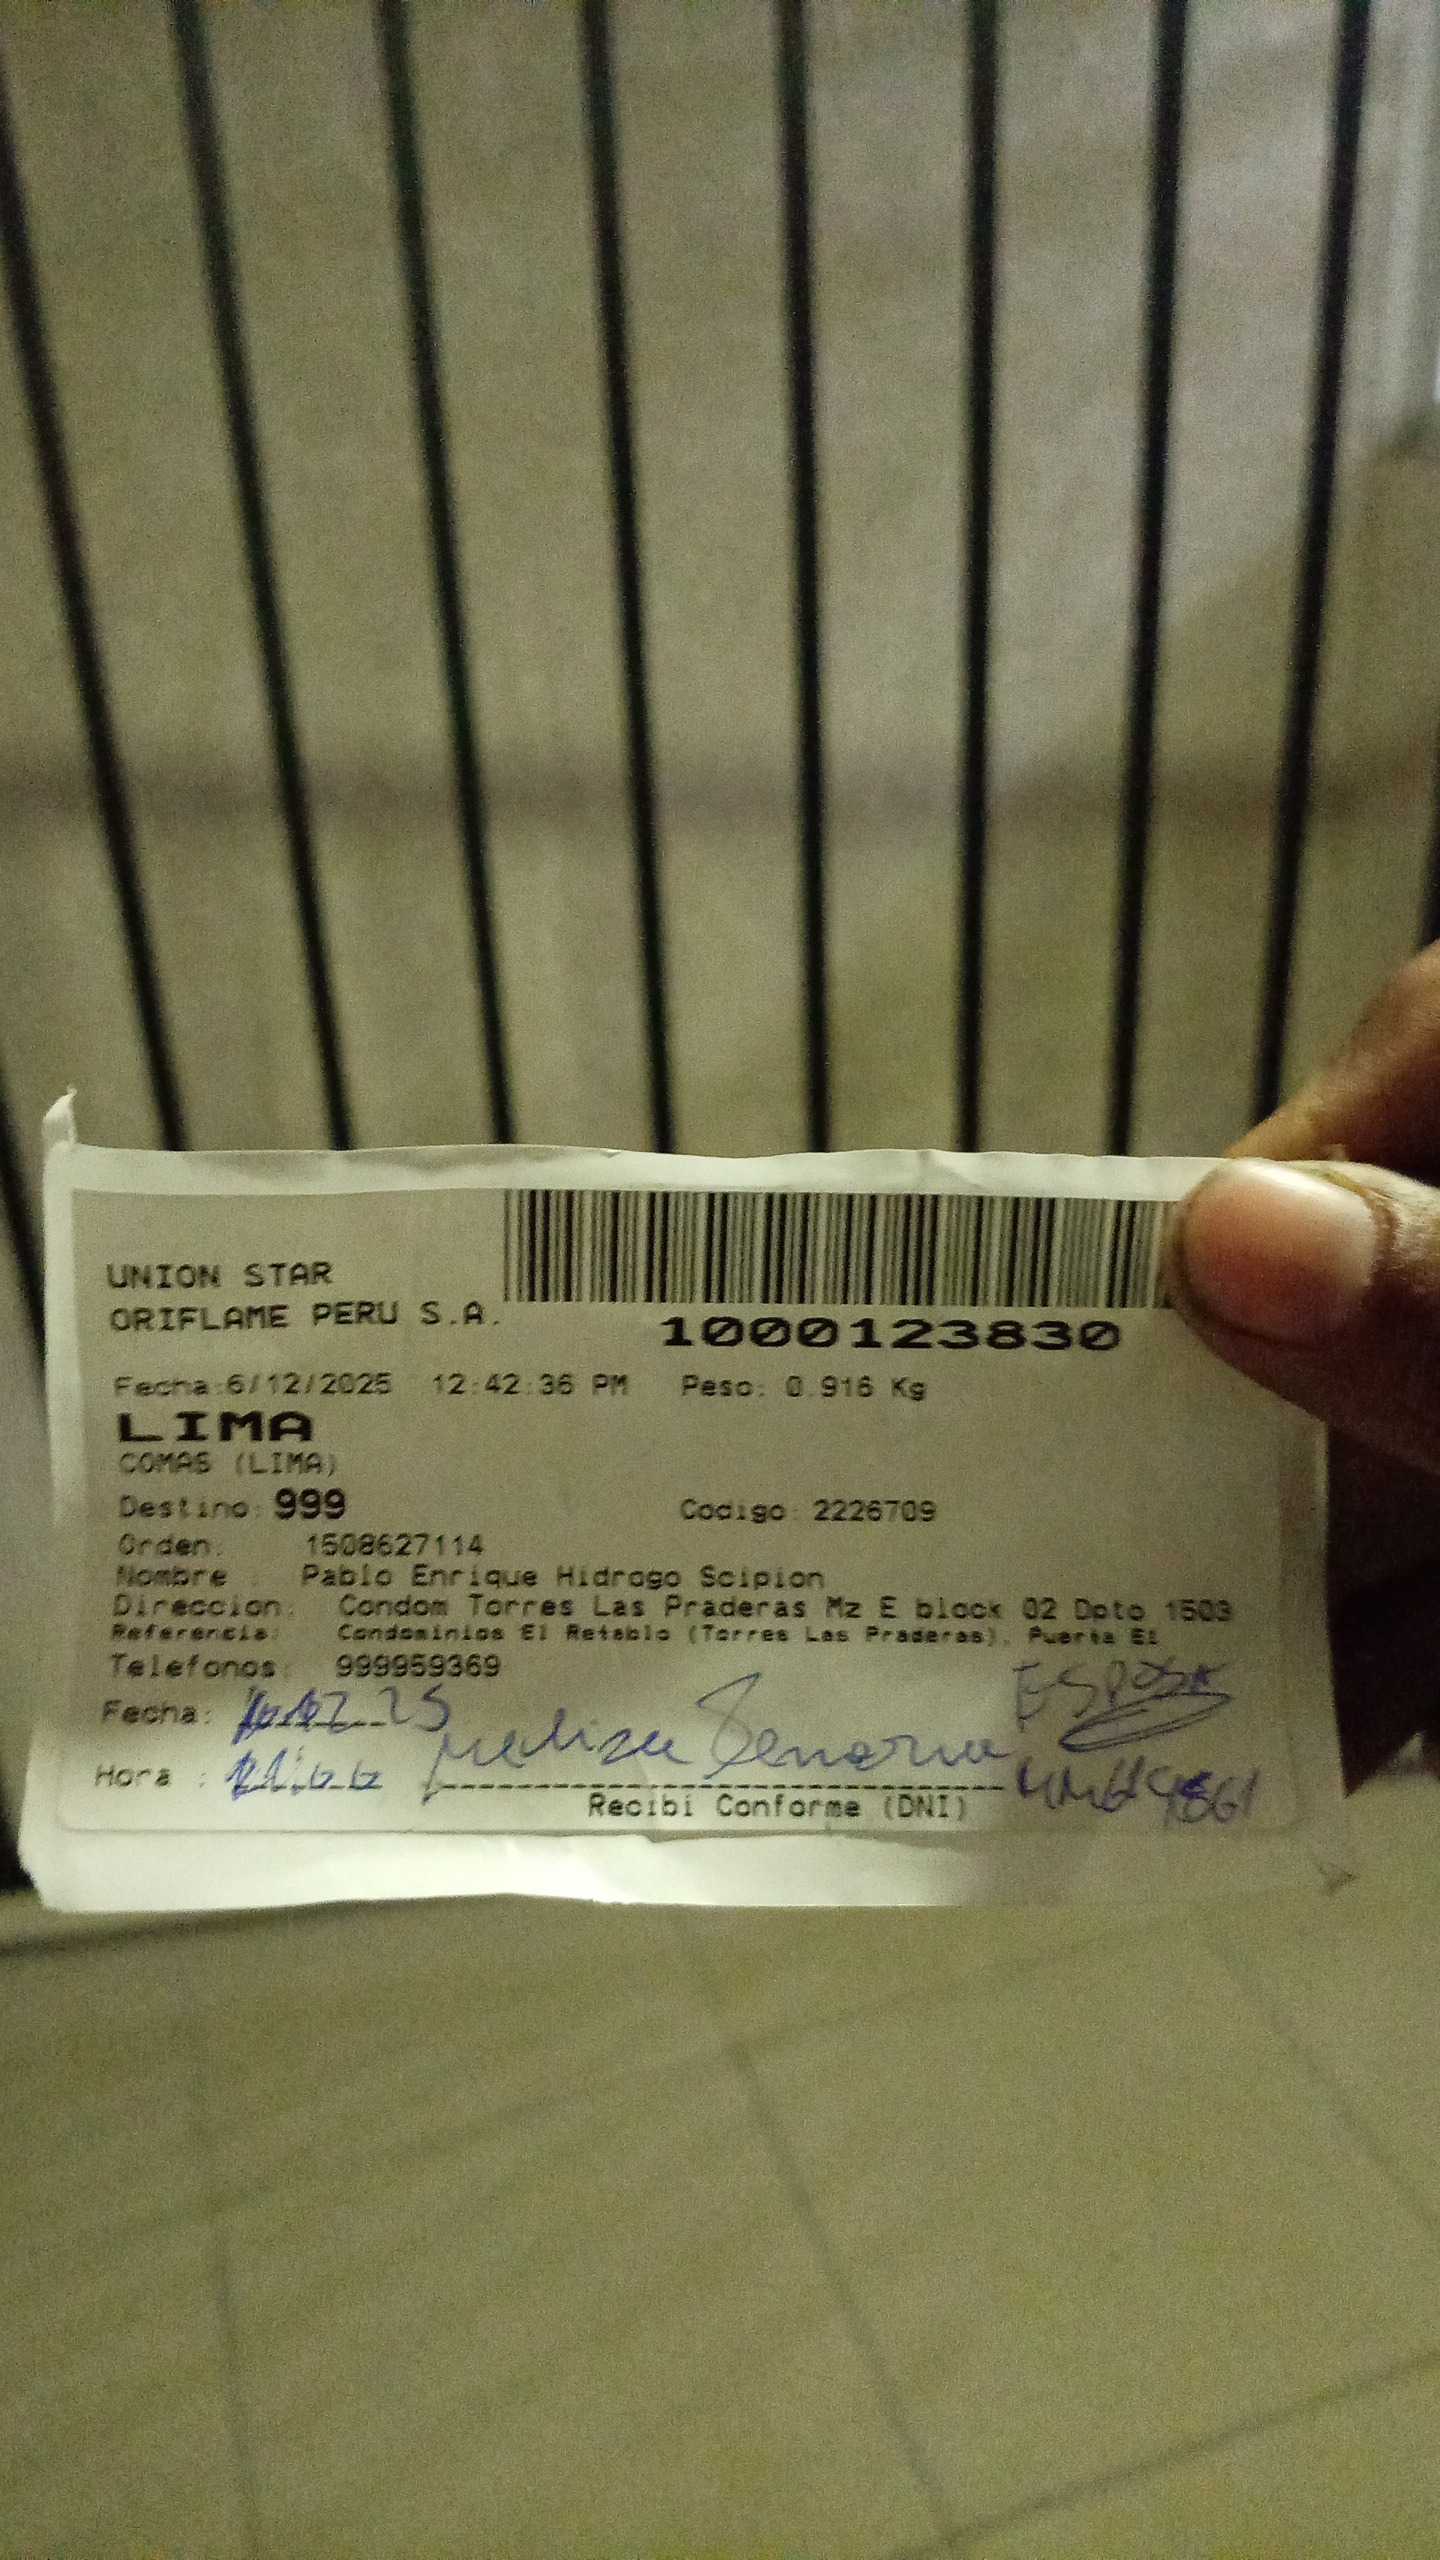 UNION STAR
ORIFLAME PERU S.A.
1000123830
Fecha:6/12/2025 12:42:36 PM Peso: 0.916 Kg
LIMA
COMAS (LIMA)
Destino: 999 Codigo: 2226709
Orden: 1508627114
Nombre : Pablo Enrique Hidrogo Scipion
Direccion: Condom Torres Las Praderas Mz E block 02 Dpto 1503
Referencia: Condominios El Retablo (Torres Las Praderas). Puerta El
Telefonos: 999959369
ESPOSA
Fecha: 25
Hora :
Recibi Conforme (DNI)